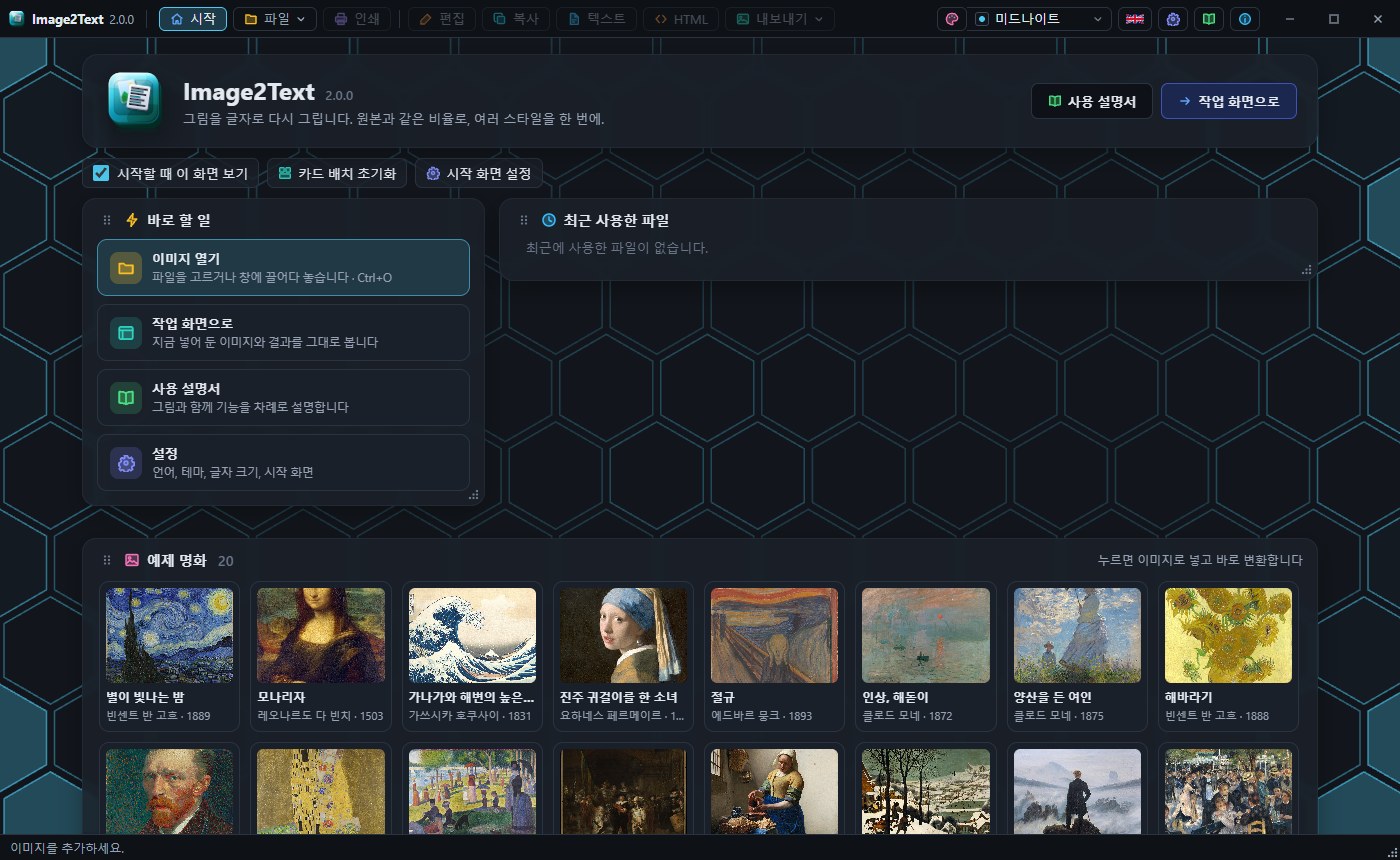 Image2Text 2.0.0 시작 파일 인쇄 편집 복사 텍스트 HTML 내보내기 미드나이트
Image2Text 2.0.0
그림을 글자로 다시 그립니다. 원본과 같은 비율로, 여러 스타일을 한 번에.
사용 설명서 작업 화면으로
시작할 때 이 화면 보기 카드 배치 초기화 시작 화면 설정
바로 할 일
이미지 열기
파일을 고르거나 창에 끌어다 놓습니다 · Ctrl+O
작업 화면으로
지금 넣어 둔 이미지와 결과를 그대로 봅니다
사용 설명서
그림과 함께 기능을 차례로 설명합니다
설정
언어, 테마, 글자 크기, 시작 화면
최근 사용한 파일
최근에 사용한 파일이 없습니다.
예제 명화 20
누르면 이미지로 넣고 바로 변환합니다
별이 빛나는 밤
빈센트 반 고흐 · 1889
모나리자
레오나르도 다 빈치 · 1503
가나가와 해변의 높은...
가쓰시카 호쿠사이 · 1831
진주 귀걸이를 한 소녀
요하네스 페르메이르 · 1...
절규
에드바르 뭉크 · 1893
인상, 해돋이
클로드 모네 · 1872
양산을 든 여인
클로드 모네 · 1875
해바라기
빈센트 반 고흐 · 1888
이미지를 추가하세요.